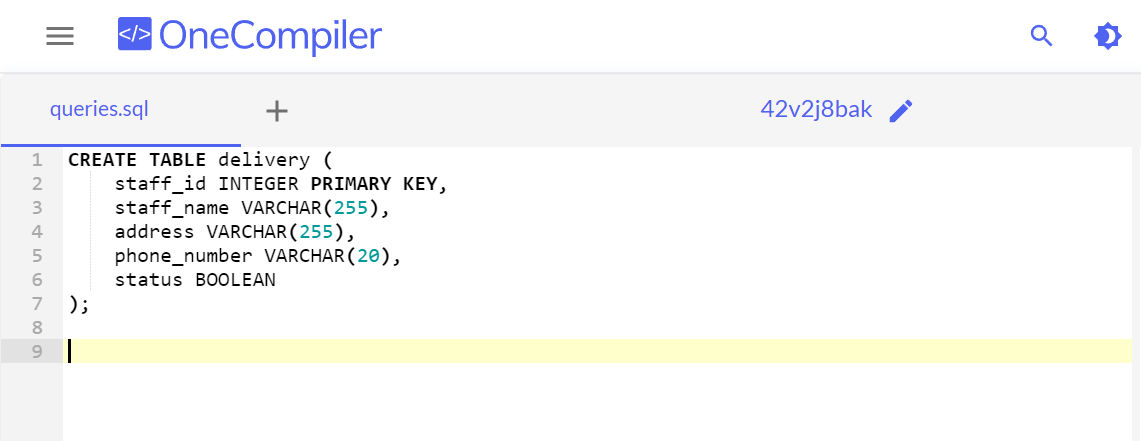 </> OneCompiler
queries.sql + 42v2j8bak
1 CREATE TABLE delivery (
2     staff_id INTEGER PRIMARY KEY,
3     staff_name VARCHAR(255),
4     address VARCHAR(255),
5     phone_number VARCHAR(20),
6     status BOOLEAN
7 );
8
9